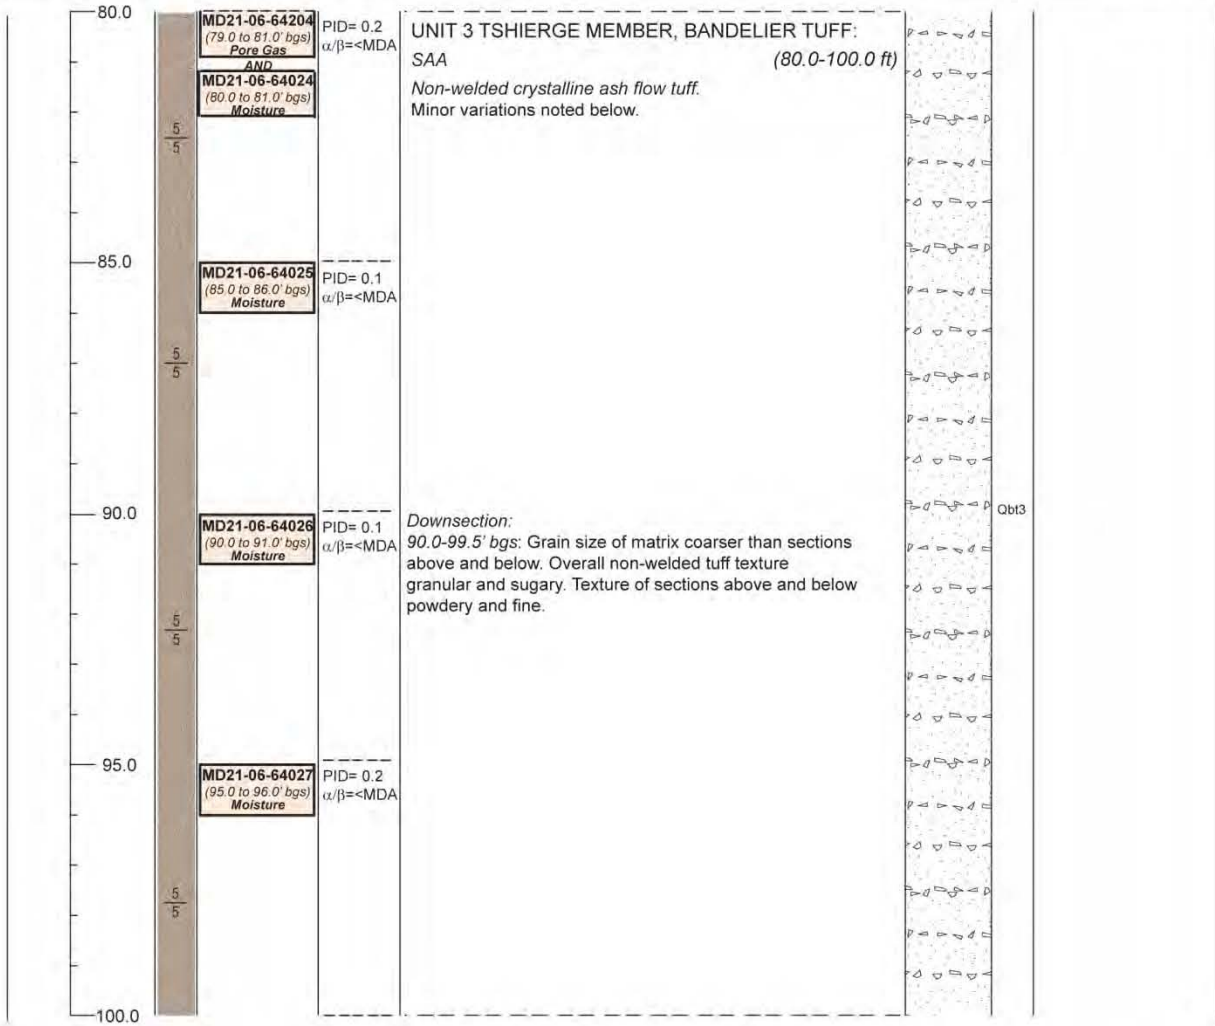 80.0
MD21-06-64204
(79.0 to 81.0' bgs)
Pore Gas
AND
MD21-06-64024
(80.0 to 81.0' bgs)
Moisture
PID= 0.2
α/β=<MDA
UNIT 3 TSHIERGE MEMBER, BANDELIER TUFF:
SAA (80.0-100.0 ft)
Non-welded crystalline ash flow tuff.
Minor variations noted below.
5
5
85.0
MD21-06-64025
(85.0 to 86.0' bgs)
Moisture
PID= 0.1
α/β=<MDA
5
5
90.0
MD21-06-64026
(90.0 to 91.0' bgs)
Moisture
PID= 0.1
α/β=<MDA
Downsection:
90.0-99.5' bgs: Grain size of matrix coarser than sections
above and below. Overall non-welded tuff texture
granular and sugary. Texture of sections above and below
powdery and fine.
Qbt3
5
5
95.0
MD21-06-64027
(95.0 to 96.0' bgs)
Moisture
PID= 0.2
α/β=<MDA
5
5
100.0